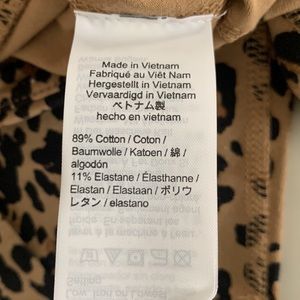 Made in Vietnam
Fabriqué au Viêt Nam
Hergestellt in Vietnam
Vervaardigd in Vietnam
ベトナム製
hecho en vietnam
89% Cotton / Coton /
Baumwolle / Katoen / 綿 /
algodón
11% Elastane / Élasthanne /
Elastan / Elastaan / ポリウ
レタン / elastano